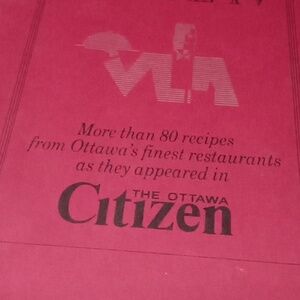 More than 80 recipes
from Ottawa's finest restaurants
as they appeared in
THE OTTAWA
Citizen